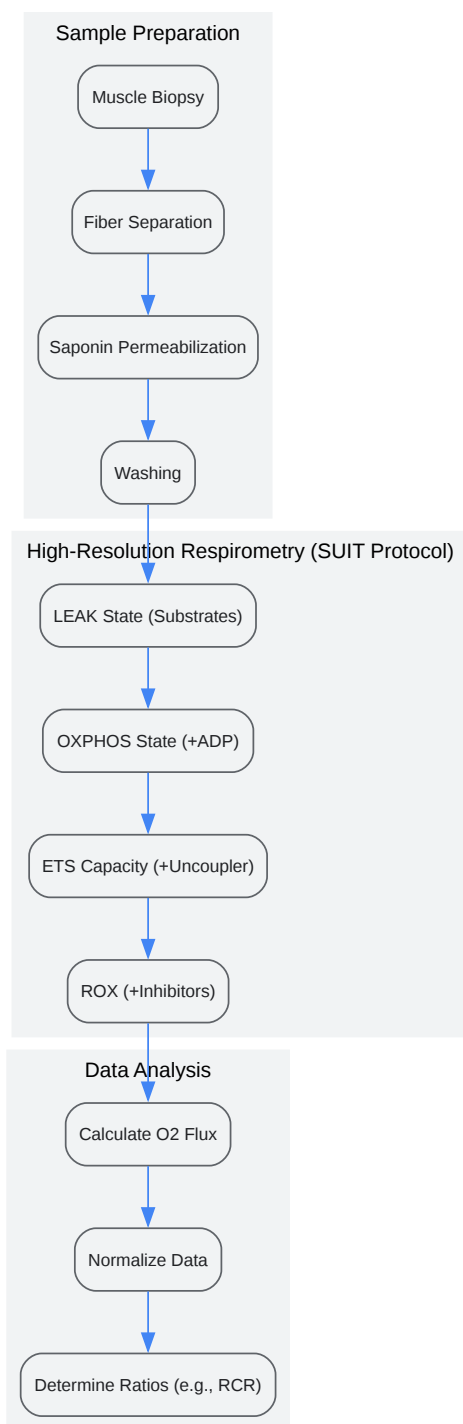 Sample Preparation
Muscle Biopsy
Fiber Separation
Saponin Permeabilization
Washing
High-Resolution Respirometry (SUIT Protocol)
LEAK State (Substrates)
OXPHOS State (+ADP)
ETS Capacity (+Uncoupler)
ROX (+Inhibitors)
Data Analysis
Calculate O2 Flux
Normalize Data
Determine Ratios (e.g., RCR)